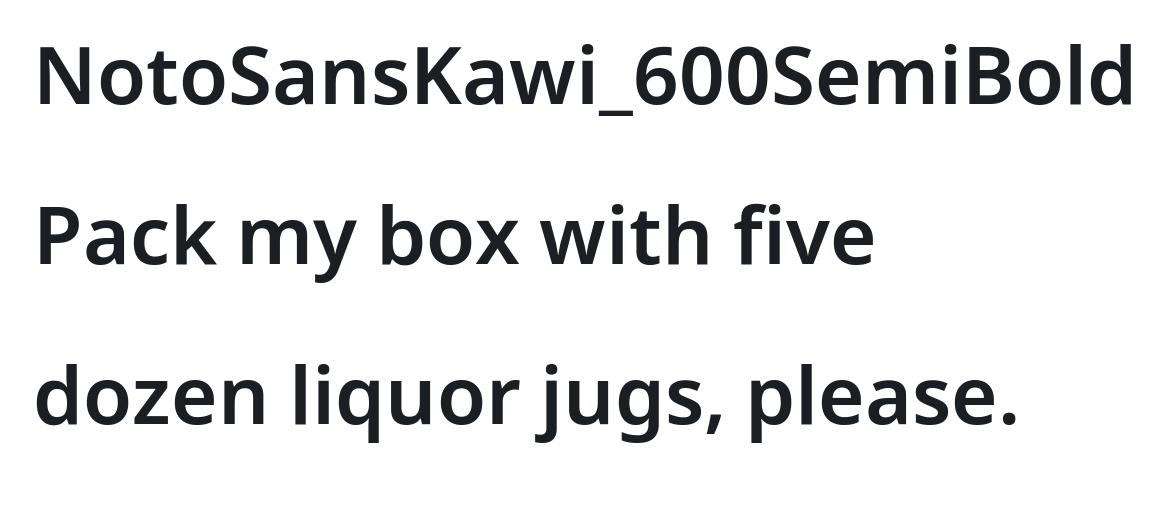 NotoSansKawi_600SemiBold
Pack my box with five
dozen liquor jugs, please.